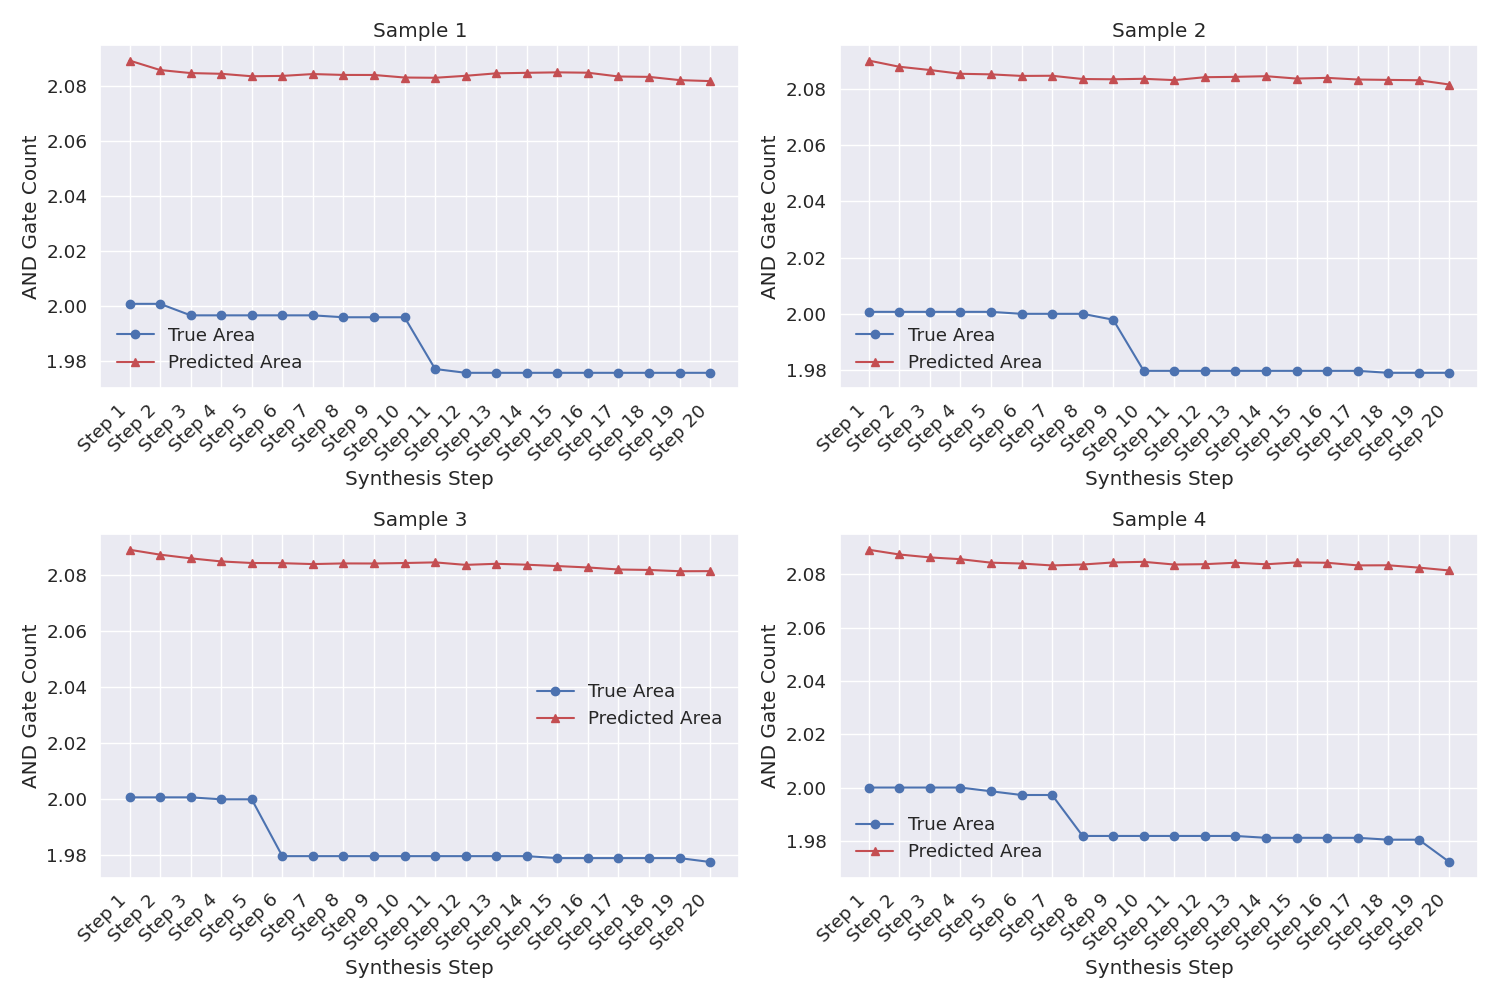 Sample 1
AND Gate Count
2.08
2.06
2.04
2.02
2.00
1.98
True Area
Predicted Area
Step 1
Step 2
Step 3
Step 4
Step 5
Step 6
Step 7
Step 8
Step 9
Step 10
Step 11
Step 12
Step 13
Step 14
Step 15
Step 16
Step 17
Step 18
Step 19
Step 20
Synthesis Step
Sample 2
AND Gate Count
2.08
2.06
2.04
2.02
2.00
1.98
True Area
Predicted Area
Step 1
Step 2
Step 3
Step 4
Step 5
Step 6
Step 7
Step 8
Step 9
Step 10
Step 11
Step 12
Step 13
Step 14
Step 15
Step 16
Step 17
Step 18
Step 19
Step 20
Synthesis Step
Sample 3
AND Gate Count
2.08
2.06
2.04
2.02
2.00
1.98
True Area
Predicted Area
Step 1
Step 2
Step 3
Step 4
Step 5
Step 6
Step 7
Step 8
Step 9
Step 10
Step 11
Step 12
Step 13
Step 14
Step 15
Step 16
Step 17
Step 18
Step 19
Step 20
Synthesis Step
Sample 4
AND Gate Count
2.08
2.06
2.04
2.02
2.00
1.98
True Area
Predicted Area
Step 1
Step 2
Step 3
Step 4
Step 5
Step 6
Step 7
Step 8
Step 9
Step 10
Step 11
Step 12
Step 13
Step 14
Step 15
Step 16
Step 17
Step 18
Step 19
Step 20
Synthesis Step